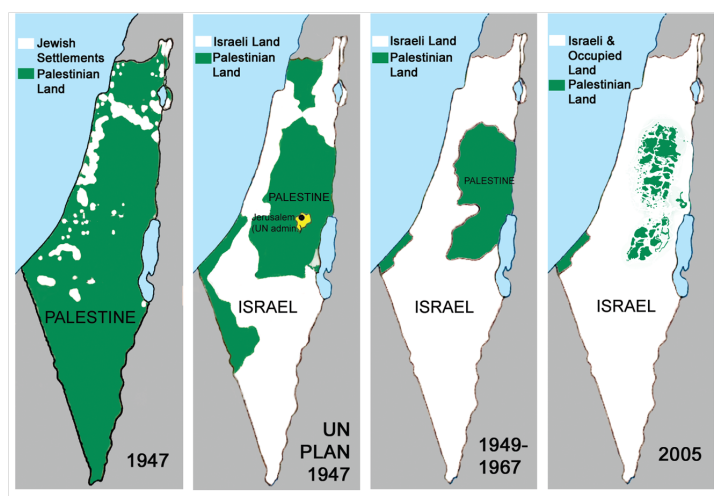 Jewish
Settlements
Palestinian
Land
PALESTINE
1947
Israeli Land
Palestinian
Land
PALESTINE
Jerusalem
(UN admin)
ISRAEL
UN
PLAN
1947
Israeli Land
Palestinian
Land
PALESTINE
ISRAEL
1949-
1967
Israeli &
Occupied
Land
Palestinian
Land
ISRAEL
2005